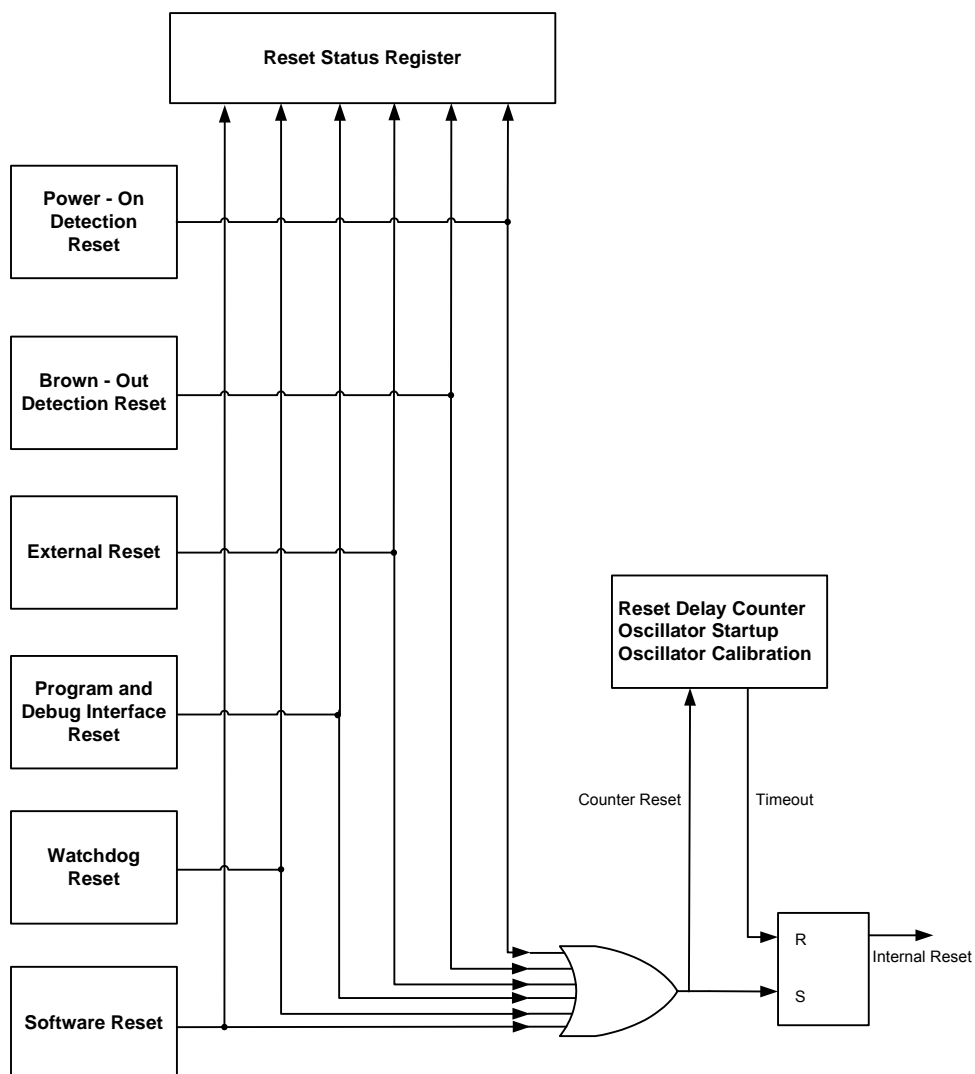 Reset Status Register
Power - On
Detection
Reset
Brown - Out
Detection Reset
External Reset
Program and
Debug Interface
Reset
Watchdog
Reset
Software Reset
Reset Delay Counter
Oscillator Startup
Oscillator Calibration
Counter Reset
Timeout
R
S
Internal Reset